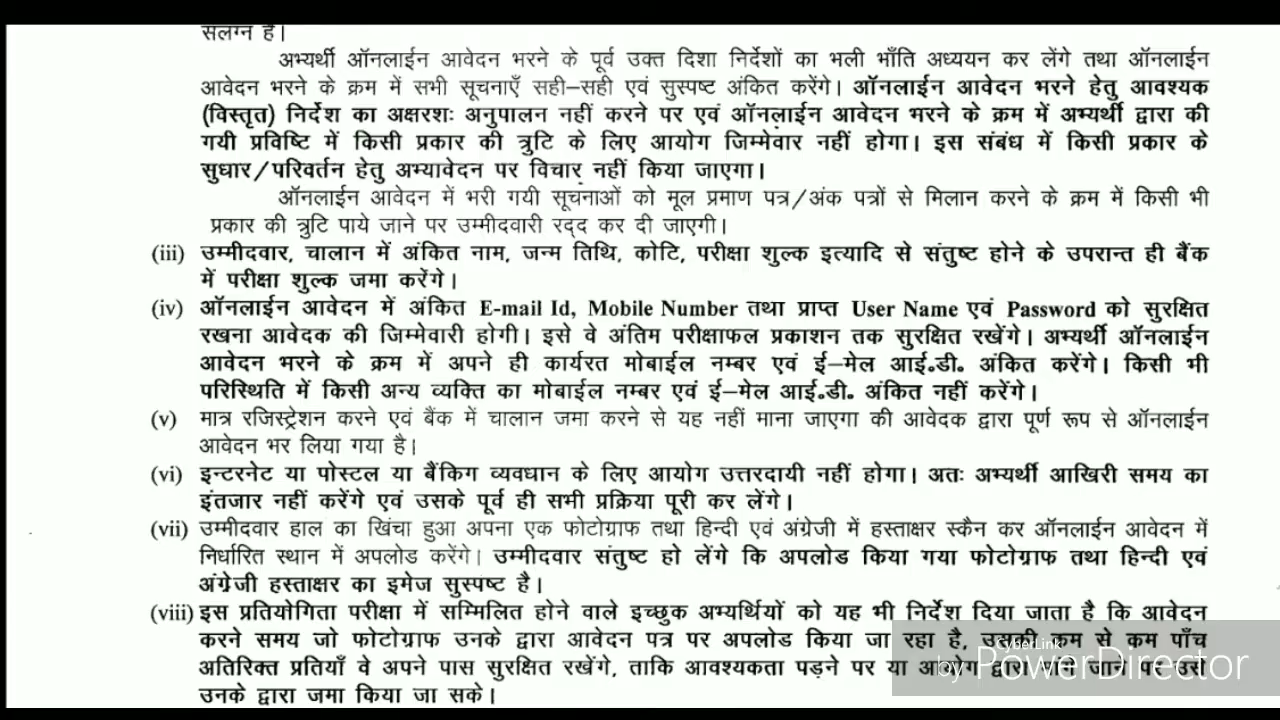 संलग्न है।
अभ्यर्थी ऑनलाईन आवेदन भरने के पूर्व उक्त दिशा निर्देशों का भली भाँति अध्ययन कर लेंगे तथा ऑनलाईन
आवेदन भरने के क्रम में सभी सूचनाएँ सही–सही एवं सुस्पष्ट अंकित करेंगे। ऑनलाईन आवेदन भरने हेतु आवश्यक
(विस्तृत) निर्देश का अक्षरशः अनुपालन नहीं करने पर एवं ऑनलाईन आवेदन भरने के क्रम में अभ्यर्थी द्वारा की
गयी प्रविष्टि में किसी प्रकार की त्रुटि के लिए आयोग जिम्मेवार नहीं होगा। इस संबंध में किसी प्रकार के
सुधार/परिवर्तन हेतु अभ्यावेदन पर विचार नहीं किया जाएगा।
ऑनलाईन आवेदन में भरी गयी सूचनाओं को मूल प्रमाण पत्र/अंक पत्रों से मिलान करने के क्रम में किसी भी
प्रकार की त्रुटि पाये जाने पर उम्मीदवारी रद्द कर दी जाएगी।
(iii) उम्मीदवार, चालान में अंकित नाम, जन्म तिथि, कोटि, परीक्षा शुल्क इत्यादि से संतुष्ट होने के उपरान्त ही बैंक
में परीक्षा शुल्क जमा करेंगे।
(iv) ऑनलाईन आवेदन में अंकित E-mail Id, Mobile Number तथा प्राप्त User Name एवं Password को सुरक्षित
रखना आवेदक की जिम्मेवारी होगी। इसे वे अंतिम परीक्षाफल प्रकाशन तक सुरक्षित रखेंगे। अभ्यर्थी ऑनलाईन
आवेदन भरने के क्रम में अपने ही कार्यरत मोबाईल नम्बर एवं ई–मेल आई॰डी॰ अंकित करेंगे। किसी भी
परिस्थिति में किसी अन्य व्यक्ति का मोबाईल नम्बर एवं ई–मेल आई॰डी॰ अंकित नहीं करेंगे।
(v) मात्र रजिस्ट्रेशन करने एवं बैंक में चालान जमा करने से यह नहीं माना जाएगा की आवेदक द्वारा पूर्ण रूप से ऑनलाईन
आवेदन भर लिया गया है।
(vi) इन्टरनेट या पोस्टल या बैंकिग व्यवधान के लिए आयोग उत्तरदायी नहीं होगा। अतः अभ्यर्थी आखिरी समय का
इंतजार नहीं करेंगे एवं उसके पूर्व ही सभी प्रक्रिया पूरी कर लेंगे।
(vii) उम्मीदवार हाल का खिंचा हुआ अपना एक फोटोग्राफ तथा हिन्दी एवं अंग्रेजी में हस्ताक्षर स्कैन कर ऑनलाईन आवेदन में
निर्धारित स्थान में अपलोड करेंगे। उम्मीदवार संतुष्ट हो लेंगे कि अपलोड किया गया फोटोग्राफ तथा हिन्दी एवं
अंग्रेजी हस्ताक्षर का इमेज सुस्पष्ट है।
(viii) इस प्रतियोगिता परीक्षा में सम्मिलित होने वाले इच्छुक अभ्यर्थियों को यह भी निर्देश दिया जाता है कि आवेदन
करने समय जो फोटोग्राफ उनके द्वारा आवेदन पत्र पर अपलोड किया जा रहा है, उसकी कम से कम पाँच
अतिरिक्त प्रतियाँ वे अपने पास सुरक्षित रखेंगे, ताकि आवश्यकता पड़ने पर या आयोग द्वारा जाने पर उसे
उनके द्वारा जमा किया जा सके।
CyberLink
by PowerDirector